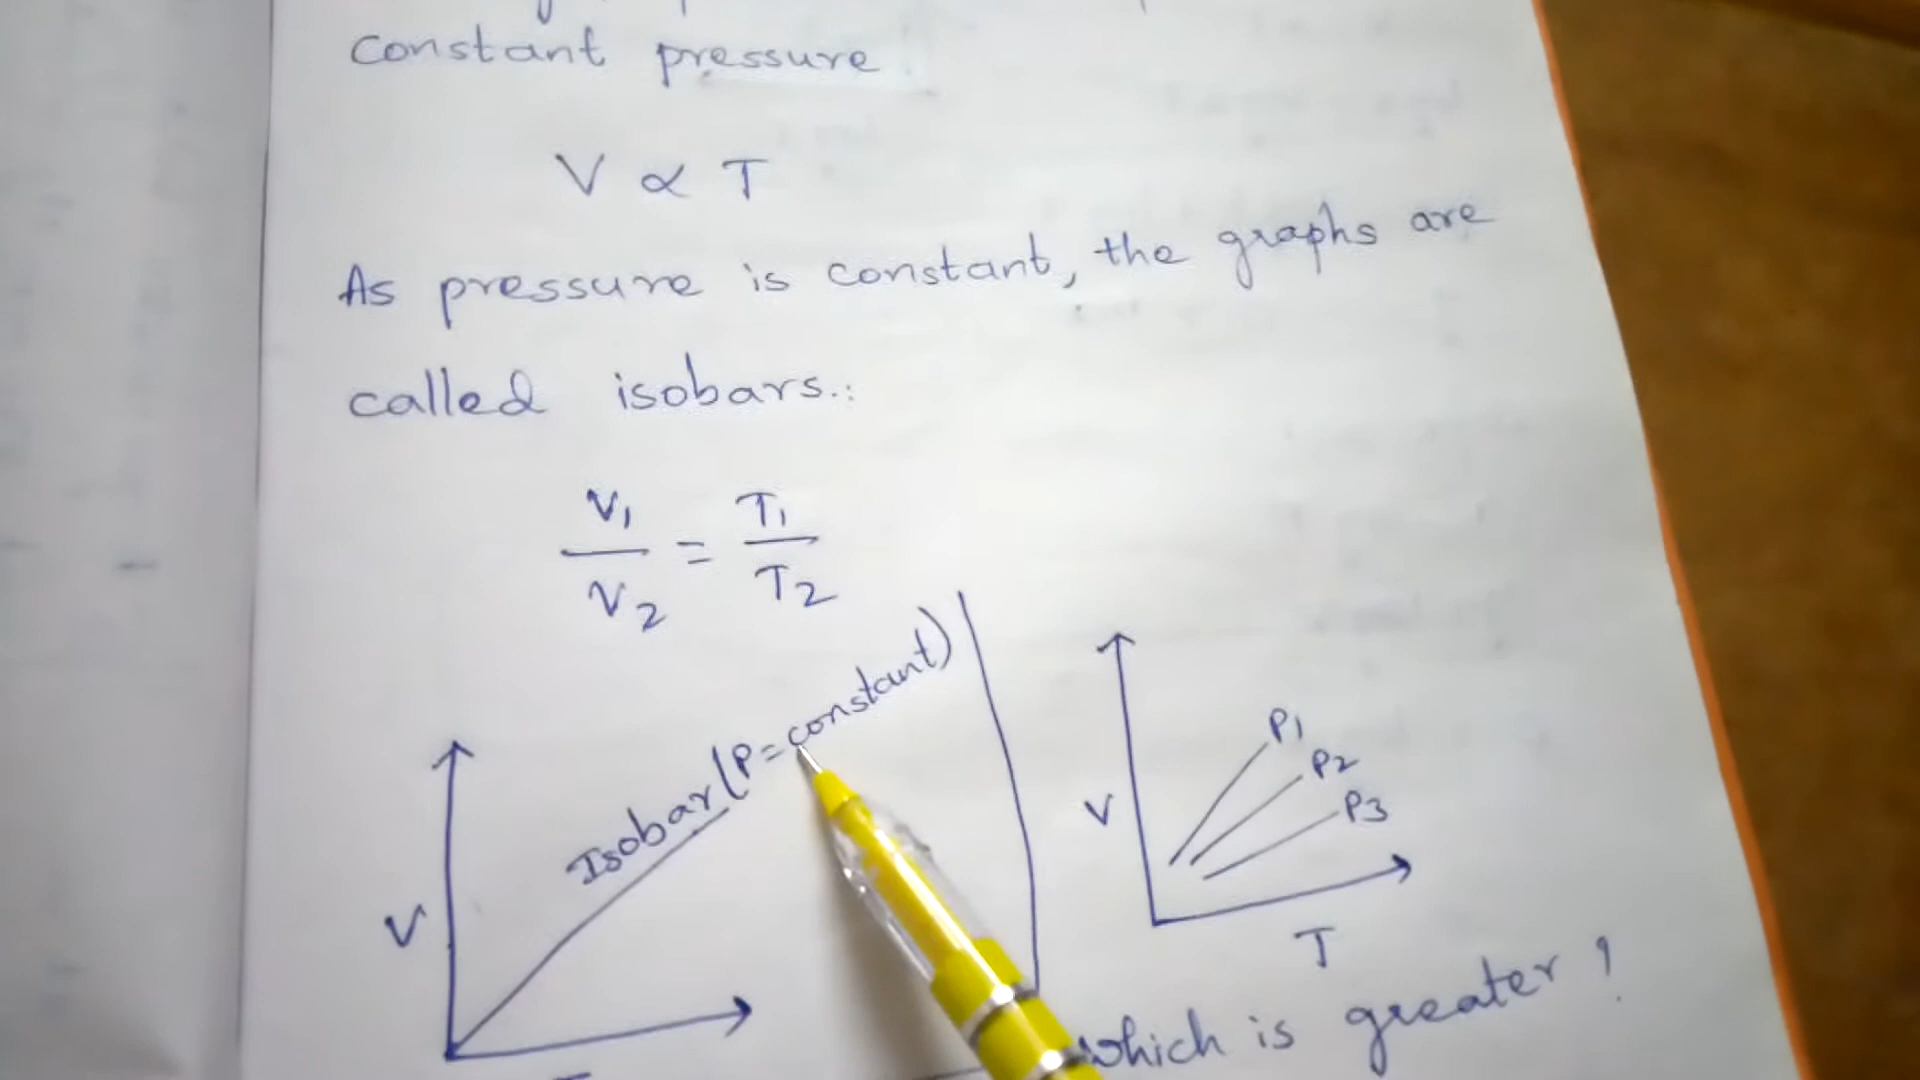 constant pressure
V ∝ T
As pressure is constant, the graphs are
called isobars.:
V1/V2 = T1/T2
Isobar (P = constant)
V
V
P1
P2
P3
T
which is greater?